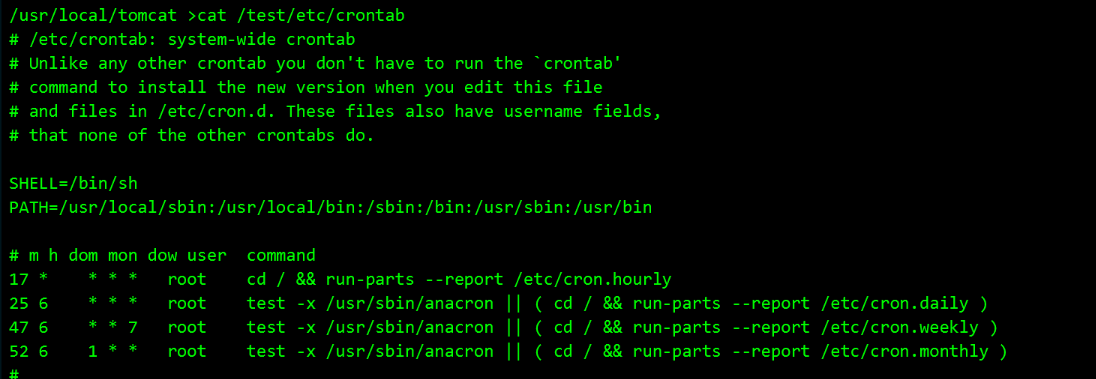 /usr/local/tomcat >cat /test/etc/crontab
# /etc/crontab: system-wide crontab
# Unlike any other crontab you don't have to run the `crontab'
# command to install the new version when you edit this file
# and files in /etc/cron.d. These files also have username fields,
# that none of the other crontabs do.

SHELL=/bin/sh
PATH=/usr/local/sbin:/usr/local/bin:/sbin:/bin:/usr/sbin:/usr/bin

# m h dom mon dow user  command
17 *    * * *   root    cd / && run-parts --report /etc/cron.hourly
25 6    * * *   root    test -x /usr/sbin/anacron || ( cd / && run-parts --report /etc/cron.daily )
47 6    * * 7   root    test -x /usr/sbin/anacron || ( cd / && run-parts --report /etc/cron.weekly )
52 6    1 * *   root    test -x /usr/sbin/anacron || ( cd / && run-parts --report /etc/cron.monthly )
#